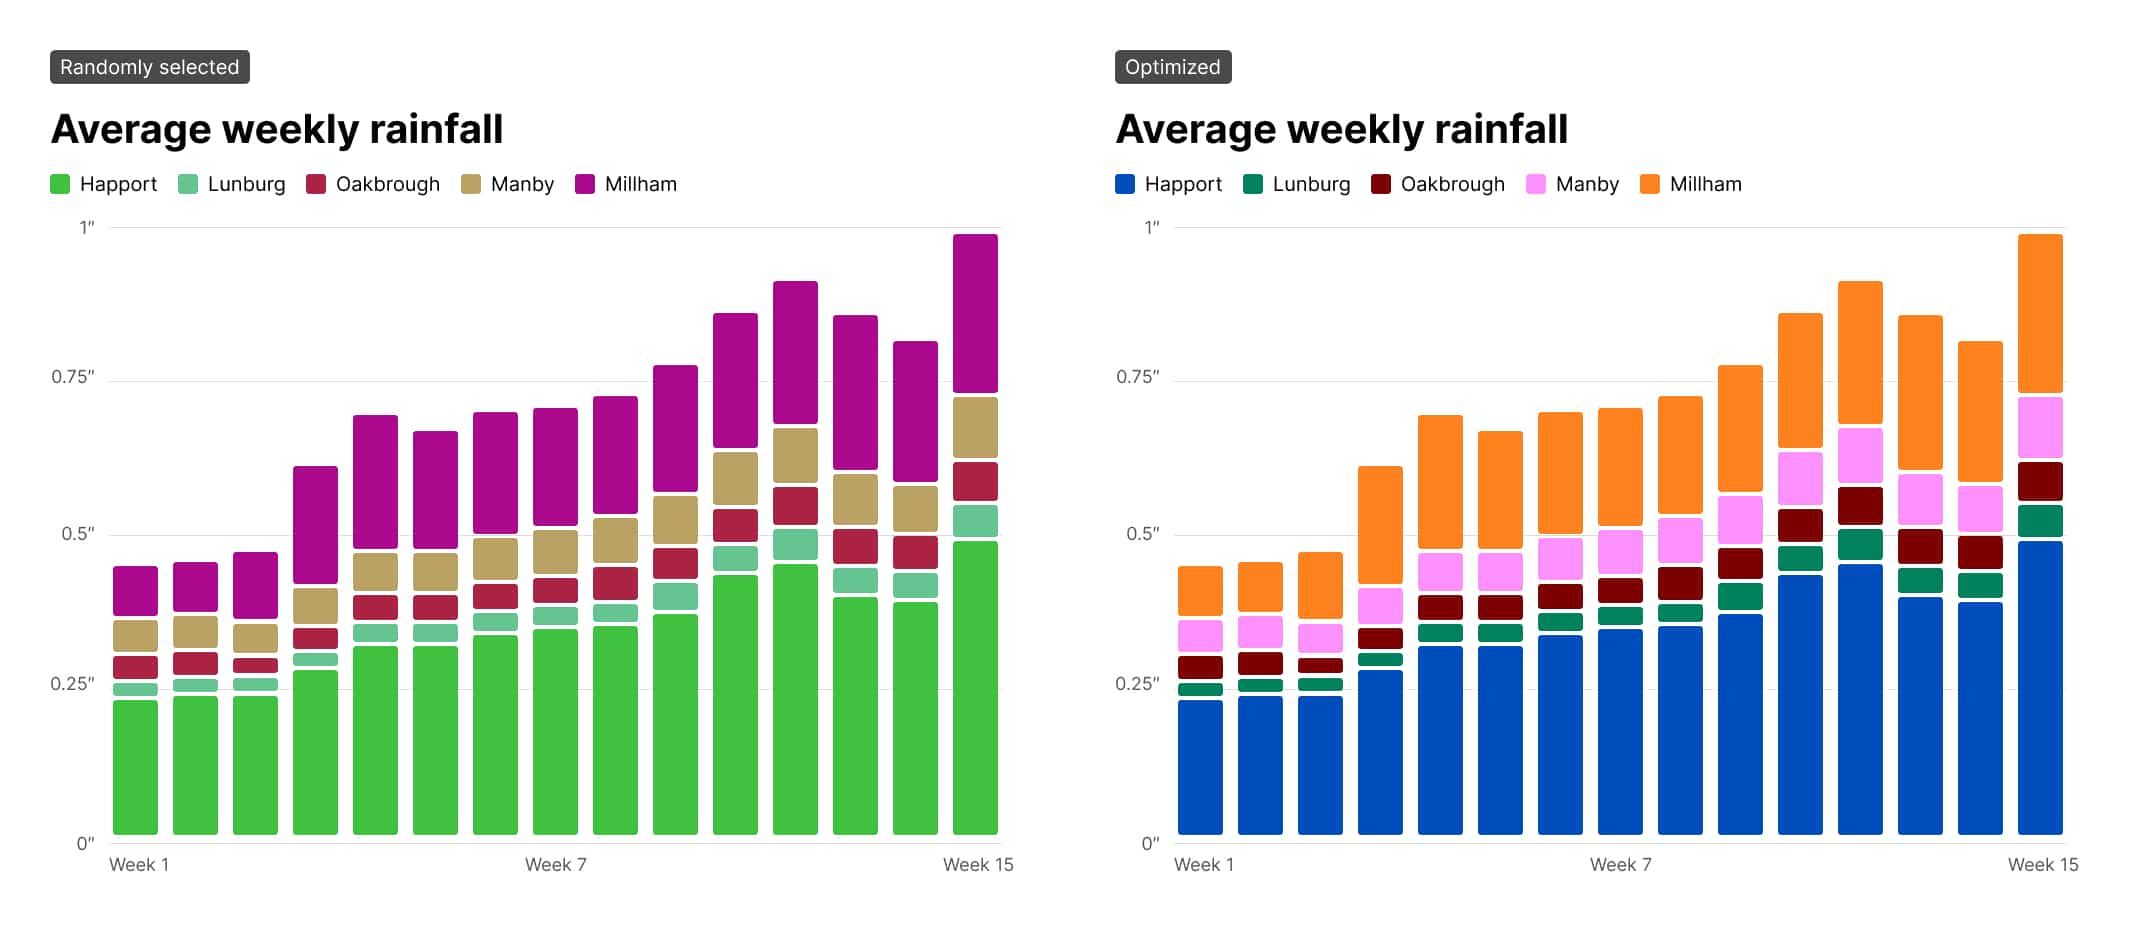 Randomly selected
Average weekly rainfall
Happort Lunburg Oakbrough Manby Millham
1″
0.75″
0.5″
0.25″
0″
Week 1 Week 7 Week 15
Optimized
Average weekly rainfall
Happort Lunburg Oakbrough Manby Millham
1″
0.75″
0.5″
0.25″
0″
Week 1 Week 7 Week 15